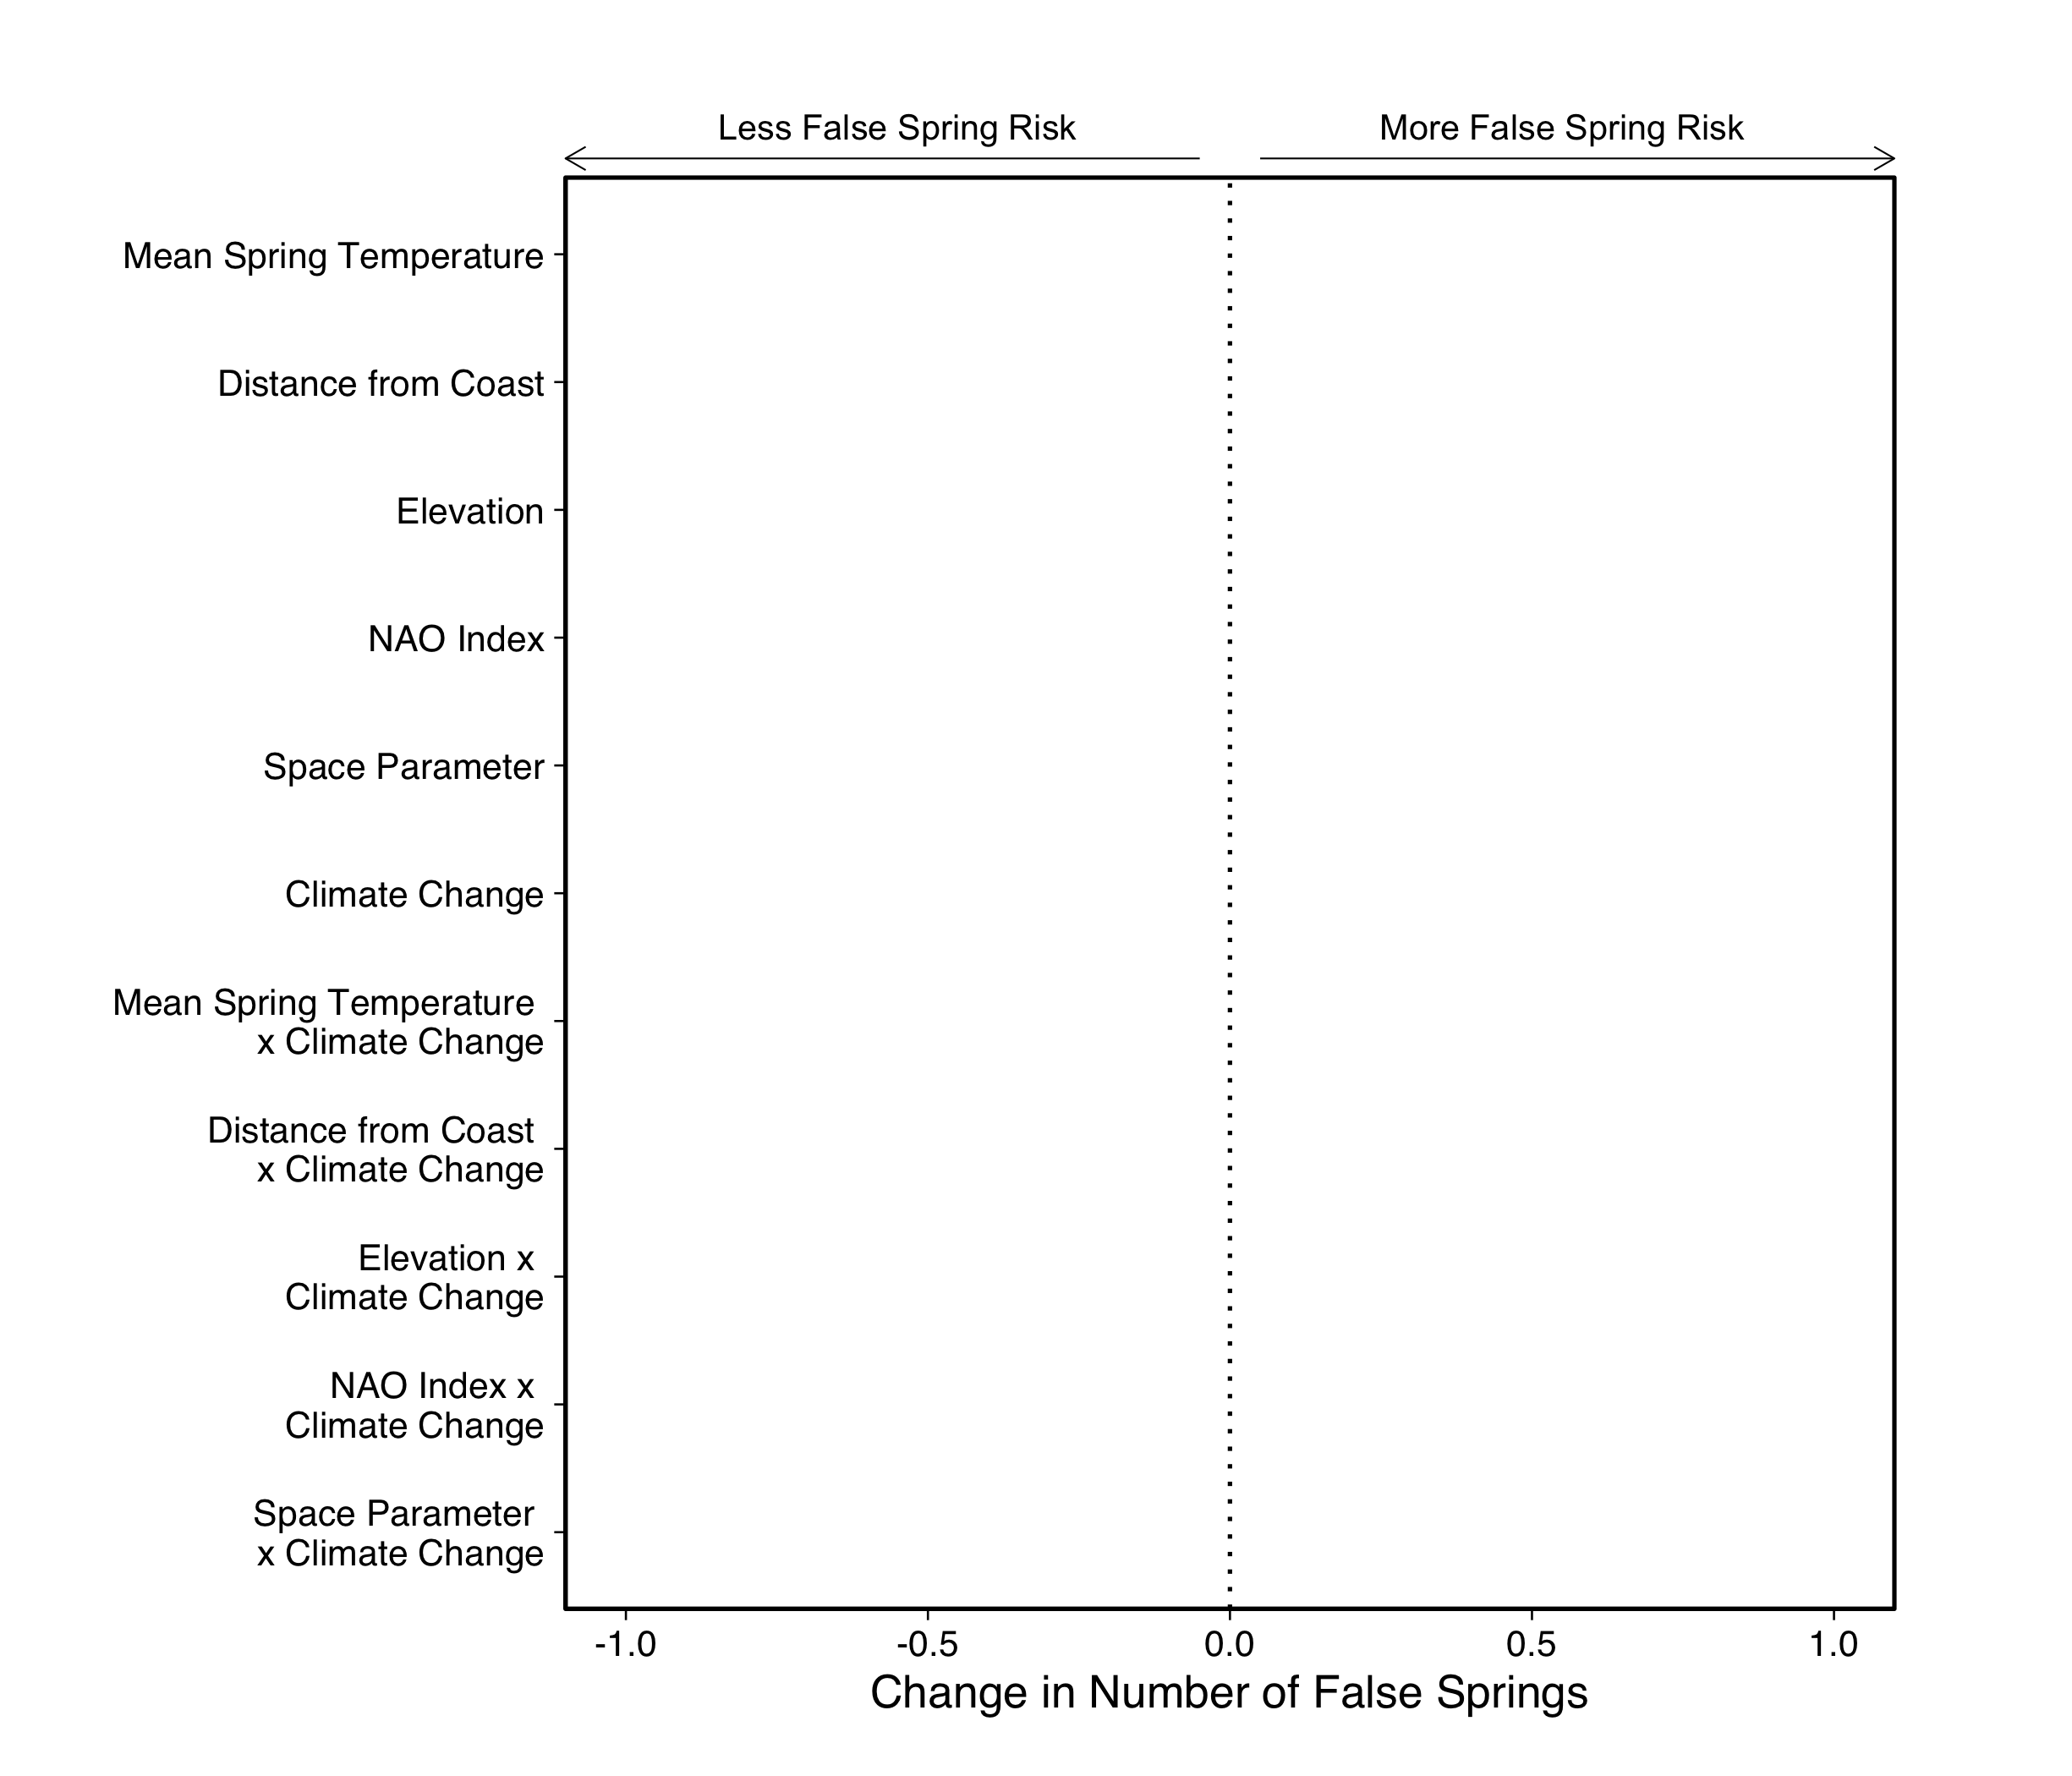 Less False Spring Risk
More False Spring Risk
Mean Spring Temperature
Distance from Coast
Elevation
NAO Index
Space Parameter
Climate Change
Mean Spring Temperature
x Climate Change
Distance from Coast
x Climate Change
Elevation x
Climate Change
NAO Index x
Climate Change
Space Parameter
x Climate Change
-1.0
-0.5
0.0
0.5
1.0
Change in Number of False Springs